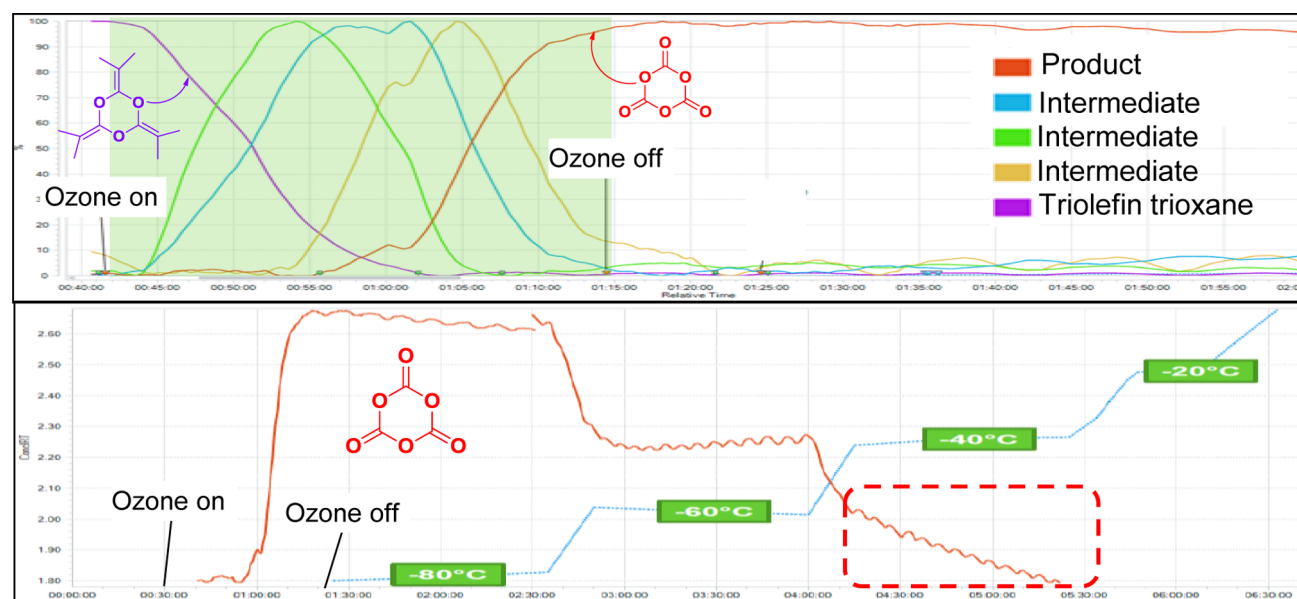 100
90
80
70
60
50
40
30
20
10
0
%
O O O
O O O O O O
Ozone on
Ozone off
Product
Intermediate
Intermediate
Intermediate
Triolefin trioxane
00:40:00 00:45:00 00:50:00 00:55:00 01:00:00 01:05:00 01:10:00 01:15:00 01:20:00 01:25:00 01:30:00 01:35:00 01:40:00 01:45:00 01:50:00 01:55:00 02:0
Relative Time
2.60
2.50
2.40
2.30
2.20
2.10
2.00
1.90
1.80
O O O O O O
Ozone on
Ozone off
-80°C
-60°C
-40°C
-20°C
00:00:00 00:30:00 01:00:00 01:30:00 02:00:00 02:30:00 03:00:00 03:30:00 04:00:00 04:30:00 05:00:00 05:30:00 06:00:00 06:30:00